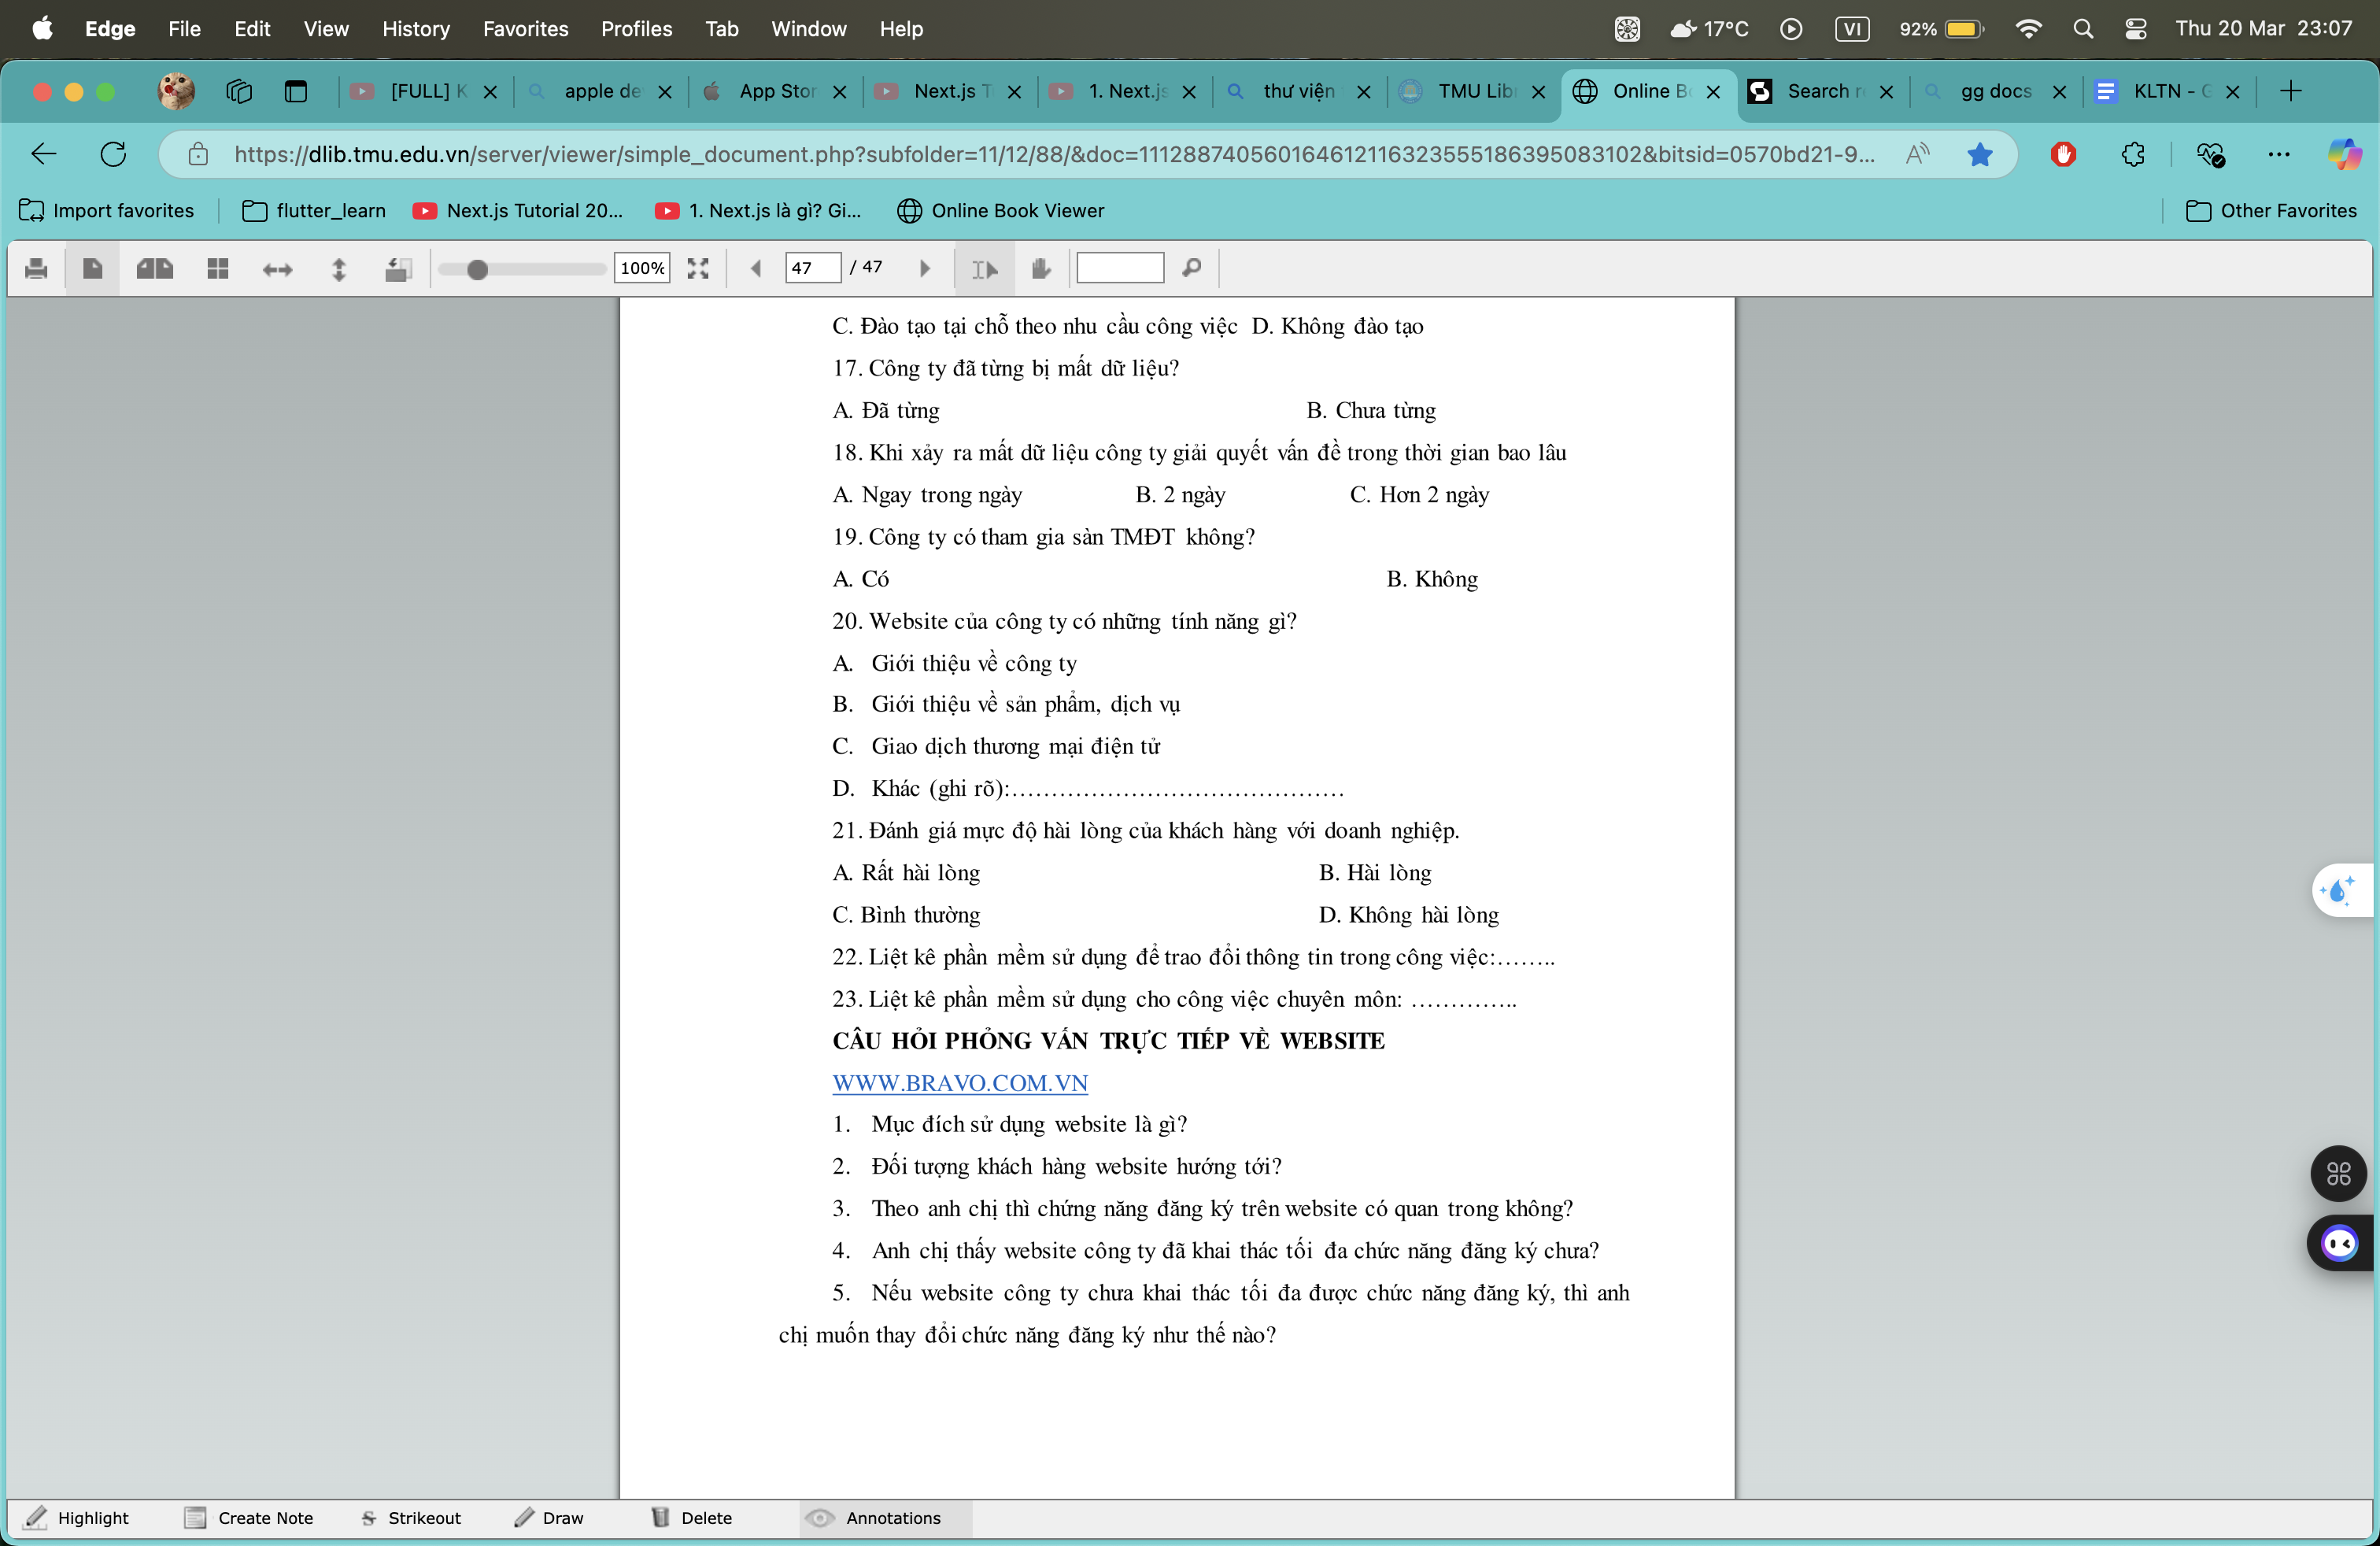 Edge File Edit View History Favorites Profiles Tab Window Help 17°C VI 92% Thu 20 Mar 23:07
[FULL] K apple de App Stor Next.js T 1. Next.js thư viện TMU Lib Online B Search r gg docs KLTN - G
https://dlib.tmu.edu.vn/server/viewer/simple_document.php?subfolder=11/12/88/&doc=111288740560164612116323555186395083102&bitsid=0570bd21-9...
Import favorites flutter_learn Next.js Tutorial 20... 1. Next.js là gì? Gi... Online Book Viewer Other Favorites
100% 47 / 47
C. Đào tạo tại chỗ theo nhu cầu công việc D. Không đào tạo
17. Công ty đã từng bị mất dữ liệu?
A. Đã từng B. Chưa từng
18. Khi xảy ra mất dữ liệu công ty giải quyết vấn đề trong thời gian bao lâu
A. Ngay trong ngày B. 2 ngày C. Hơn 2 ngày
19. Công ty có tham gia sàn TMĐT không?
A. Có B. Không
20. Website của công ty có những tính năng gì?
A. Giới thiệu về công ty
B. Giới thiệu về sản phẩm, dịch vụ
C. Giao dịch thương mại điện tử
D. Khác (ghi rõ):……………………………………
21. Đánh giá mực độ hài lòng của khách hàng với doanh nghiệp.
A. Rất hài lòng B. Hài lòng
C. Bình thường D. Không hài lòng
22. Liệt kê phần mềm sử dụng để trao đổi thông tin trong công việc:……..
23. Liệt kê phần mềm sử dụng cho công việc chuyên môn: …………..
CÂU HỎI PHỎNG VẤN TRỰC TIẾP VỀ WEBSITE
WWW.BRAVO.COM.VN
1. Mục đích sử dụng website là gì?
2. Đối tượng khách hàng website hướng tới?
3. Theo anh chị thì chứng năng đăng ký trên website có quan trong không?
4. Anh chị thấy website công ty đã khai thác tối đa chức năng đăng ký chưa?
5. Nếu website công ty chưa khai thác tối đa được chức năng đăng ký, thì anh
chị muốn thay đổi chức năng đăng ký như thế nào?
Highlight Create Note Strikeout Draw Delete Annotations